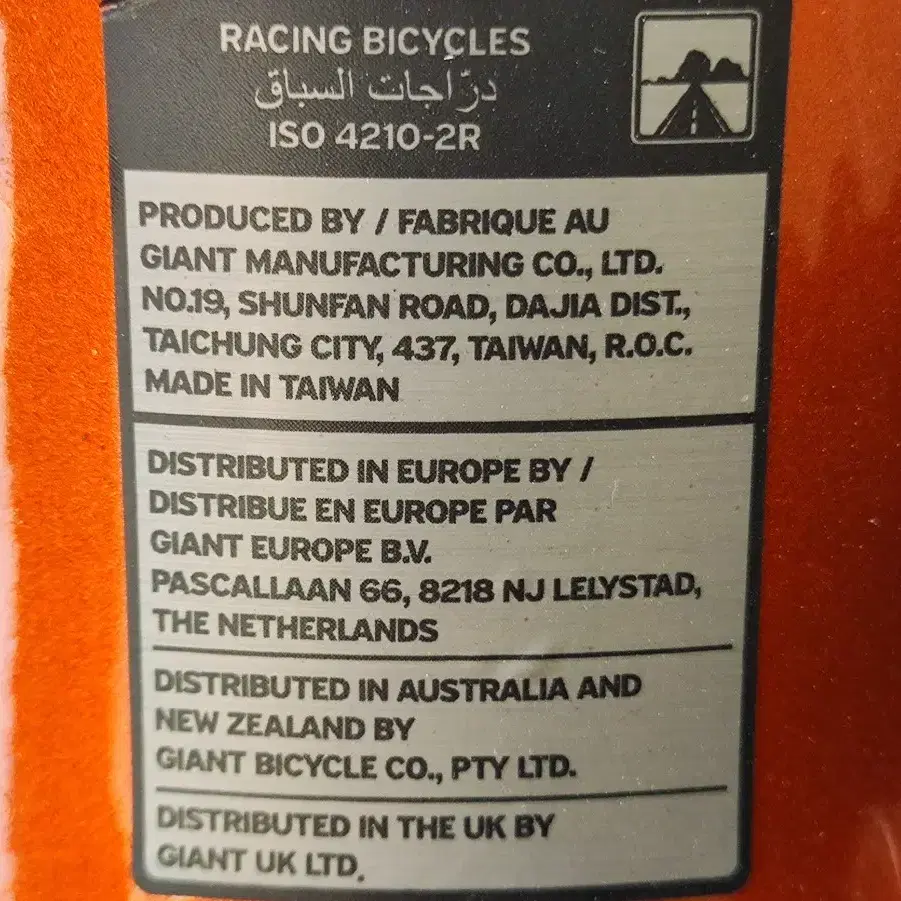 RACING BICYCLES
درّاجات السباق
ISO 4210-2R
PRODUCED BY / FABRIQUE AU
GIANT MANUFACTURING CO., LTD.
NO.19, SHUNFAN ROAD, DAJIA DIST.,
TAICHUNG CITY, 437, TAIWAN, R.O.C.
MADE IN TAIWAN
DISTRIBUTED IN EUROPE BY /
DISTRIBUE EN EUROPE PAR
GIANT EUROPE B.V.
PASCALLAAN 66, 8218 NJ LELYSTAD,
THE NETHERLANDS
DISTRIBUTED IN AUSTRALIA AND
NEW ZEALAND BY
GIANT BICYCLE CO., PTY LTD.
DISTRIBUTED IN THE UK BY
GIANT UK LTD.